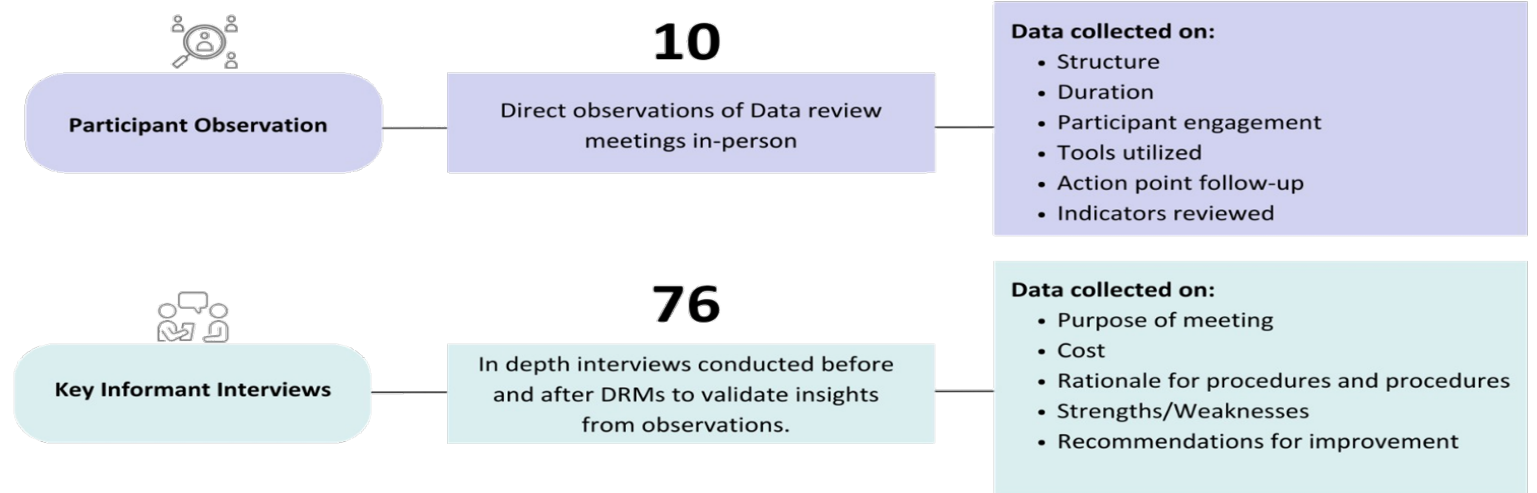 Participant Observation
10
Direct observations of Data review
meetings in-person
Data collected on:
• Structure
• Duration
• Participant engagement
• Tools utilized
• Action point follow-up
• Indicators reviewed
Key Informant Interviews
76
In depth interviews conducted before
and after DRMs to validate insights
from observations.
Data collected on:
• Purpose of meeting
• Cost
• Rationale for procedures and procedures
• Strengths/Weaknesses
• Recommendations for improvement